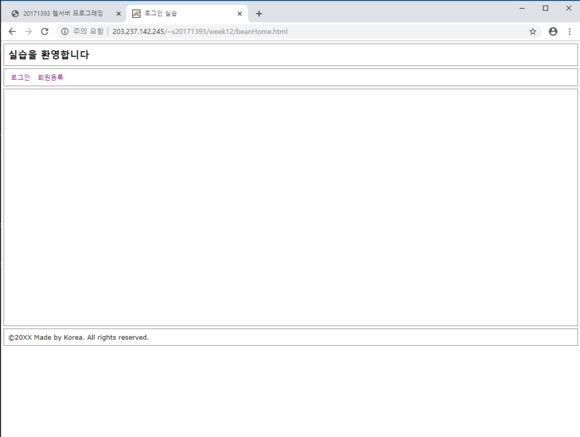 20171393 웹서버 프로그래밍
로그인 실습
주의 요함 | 203.237.142.245/~s20171393/week12/beanHome.html
실습을 환영합니다
로그인 회원등록
©20XX Made by Korea. All rights reserved.